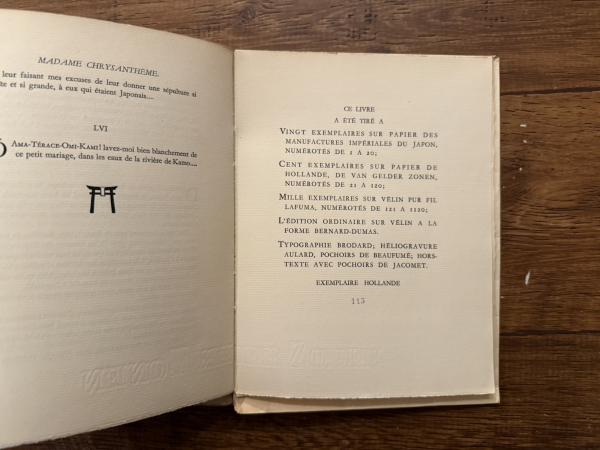 MADAME CHRYSANTHÈME.
leur faisant mes excuses de leur donner une sépulture si
et si grande, à eux qui étaient Japonais....
LVI
Ô AMA-TÉRACE-OMI-KAMI! lavez-moi bien blanchement de
ce petit mariage, dans les eaux de la rivière de Kamo....
CE LIVRE
A ÉTÉ TIRÉ A
VINGT EXEMPLAIRES SUR PAPIER DES
MANUFACTURES IMPÉRIALES DU JAPON,
NUMÉROTÉS DE 1 A 20;
CENT EXEMPLAIRES SUR PAPIER DE
HOLLANDE, DE VAN GELDER ZONEN,
NUMÉROTÉS DE 21 A 120;
MILLE EXEMPLAIRES SUR VÉLIN PUR FIL
LAFUMA, NUMÉROTÉS DE 121 A 1120;
L'ÉDITION ORDINAIRE SUR VÉLIN A LA
FORME BERNARD-DUMAS.
TYPOGRAPHIE BRODARD; HÉLIOGRAVURE
AULARD, POCHOIRS DE BEAUFUMÉ; HORS-
TEXTE AVEC POCHOIRS DE JACOMET.
EXEMPLAIRE HOLLANDE
113